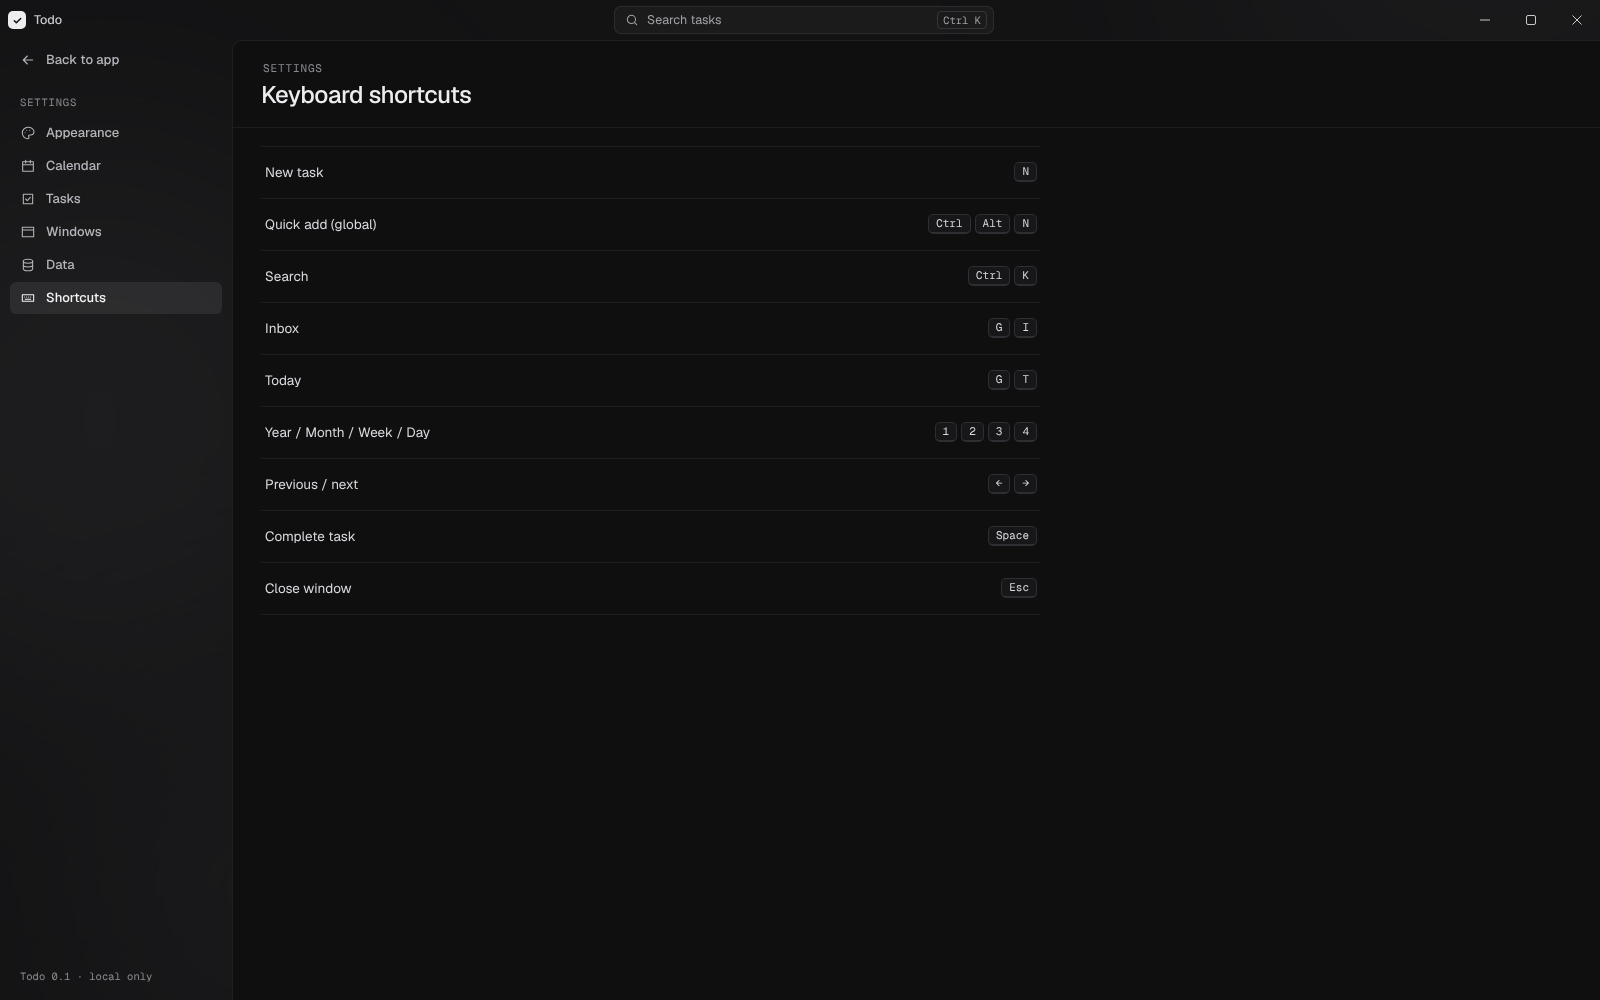 Todo
Search tasks
Ctrl K
Back to app
SETTINGS
Appearance
Calendar
Tasks
Windows
Data
Shortcuts
Todo 0.1 · local only
SETTINGS
Keyboard shortcuts
New task N
Quick add (global) Ctrl Alt N
Search Ctrl K
Inbox G I
Today G T
Year / Month / Week / Day 1 2 3 4
Previous / next ← →
Complete task Space
Close window Esc